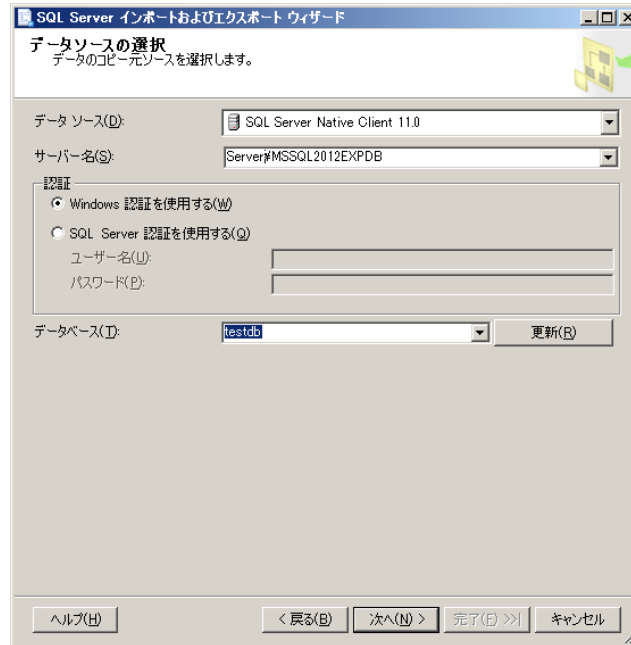 SQL Server インポートおよびエクスポート ウィザード
データソースの選択
データのコピー元ソースを選択します。
データ ソース(D):
SQL Server Native Client 11.0
サーバー名(S):
Server¥MSSQL2012EXPDB
認証
Windows 認証を使用する(W)
SQL Server 認証を使用する(Q)
ユーザー名(U):
パスワード(P):
データベース(T):
testdb
更新(R)
ヘルプ(H)
< 戻る(B)
次へ(N) >
完了(F) >>|
キャンセル